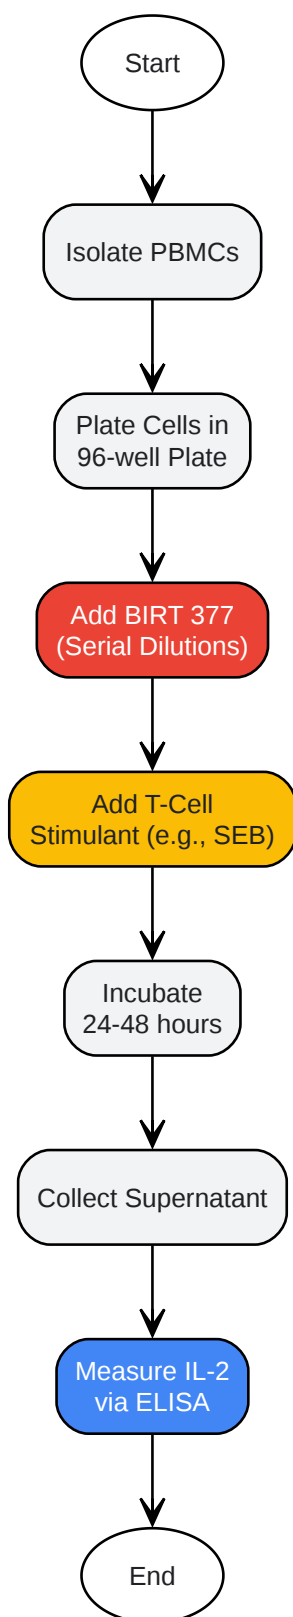 Start
Isolate PBMCs
Plate Cells in
96-well Plate
Add BIRT 377
(Serial Dilutions)
Add T-Cell
Stimulant (e.g., SEB)
Incubate
24-48 hours
Collect Supernatant
Measure IL-2
via ELISA
End